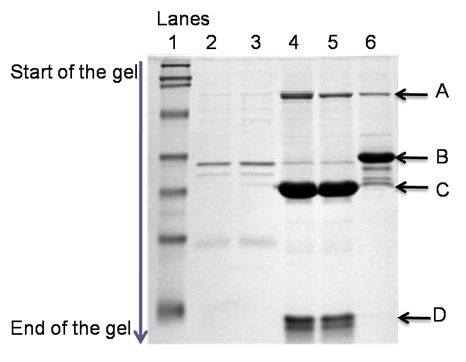 Lanes
1 2 3 4 5 6
Start of the gel
A
B
C
D
End of the gel